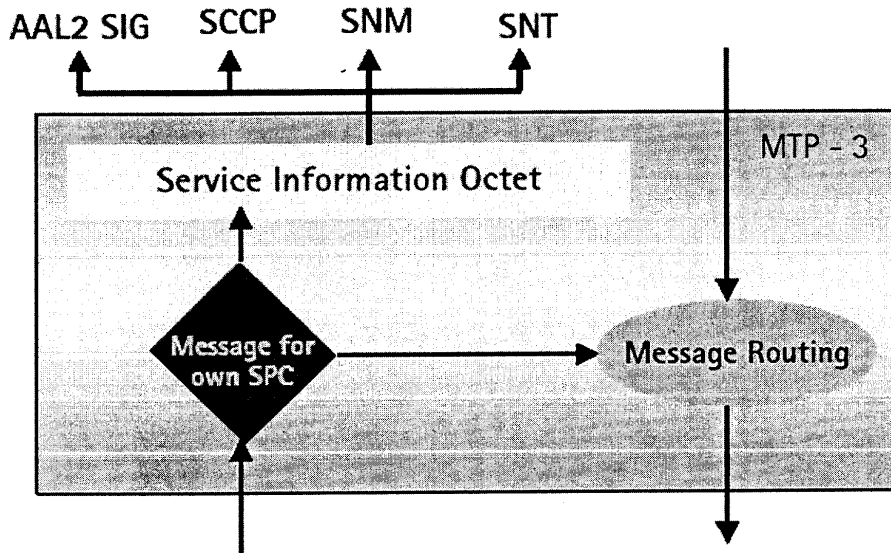 AAL2 SIG SCCP SNM SNT
MTP - 3
Service Information Octet
Message for
own SPC
Message Routing